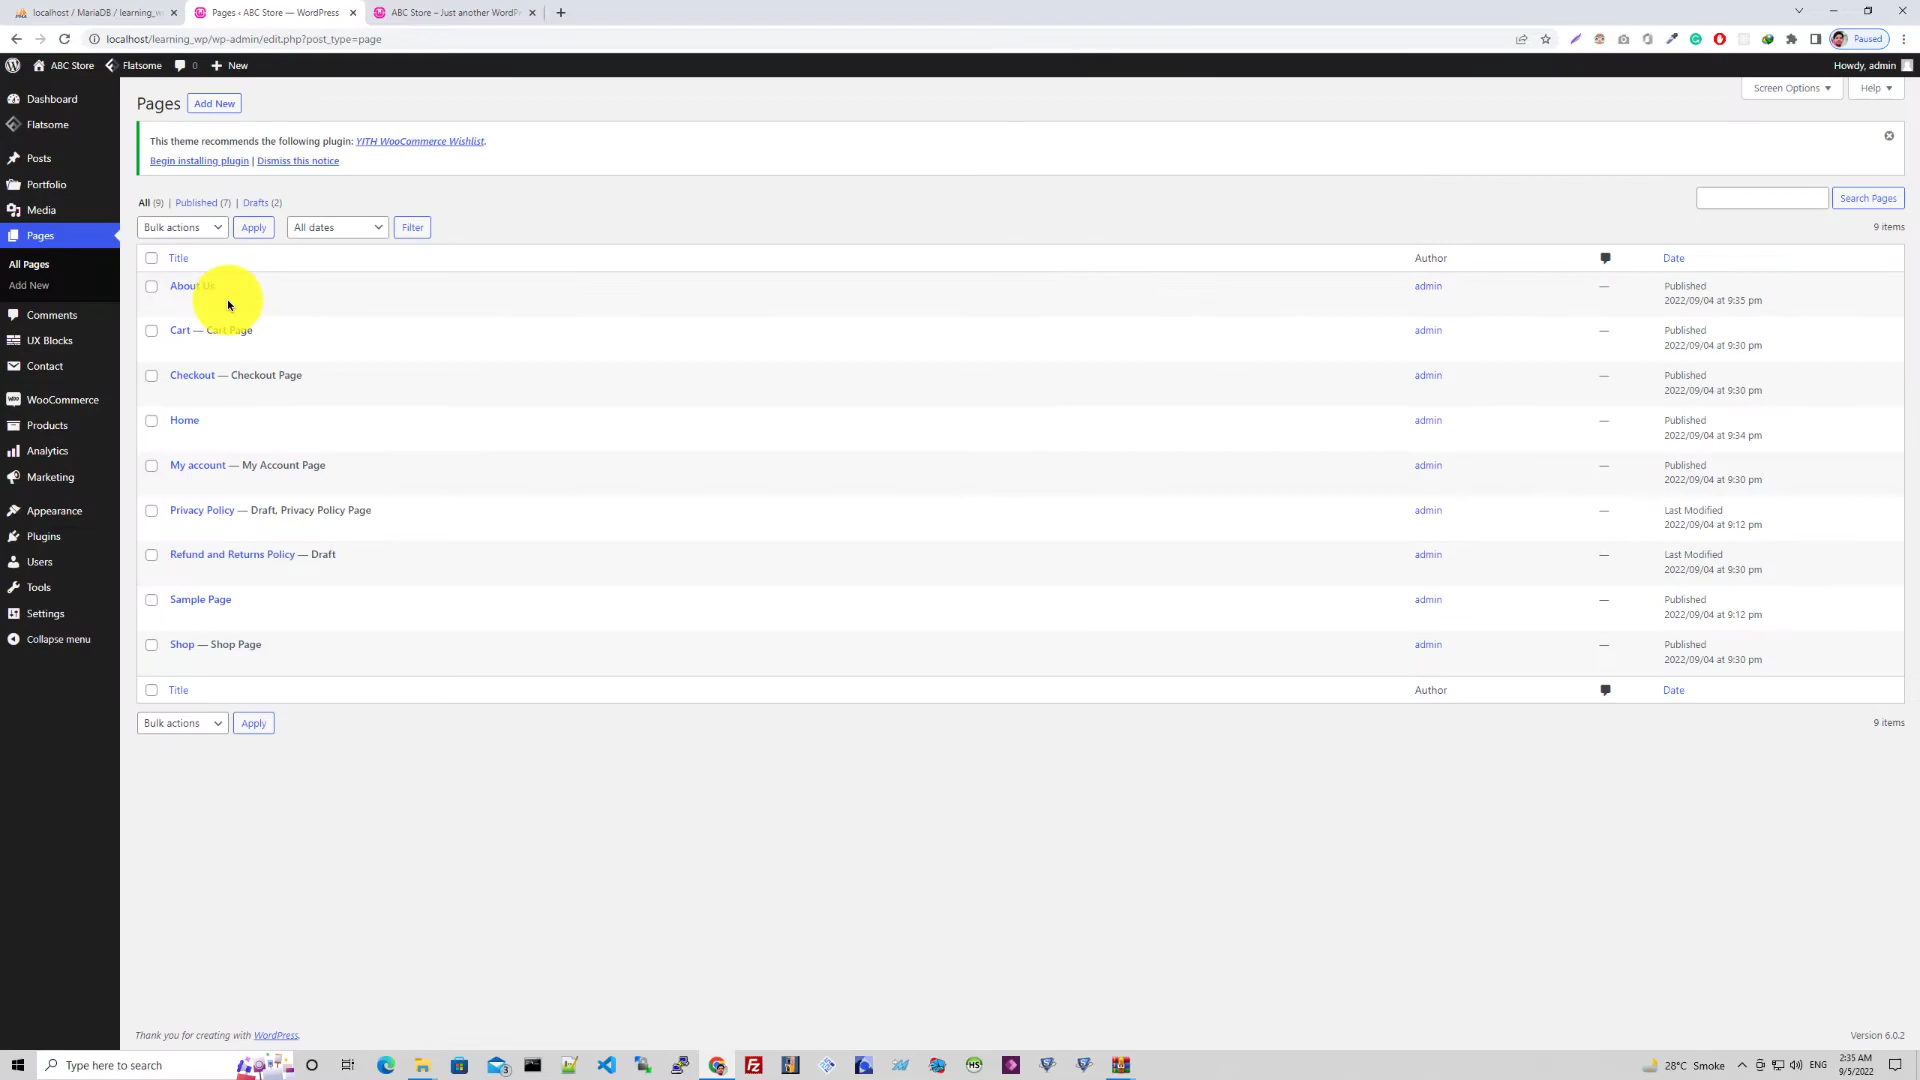 localhost / MariaDB / learning_w
Pages ‹ ABC Store — WordPress
ABC Store – Just another WordPr
localhost/learning_wp/wp-admin/edit.php?post_type=page
Paused
ABC Store
Flatsome
0
New
Howdy, admin
Dashboard
Flatsome
Posts
Portfolio
Media
Pages
All Pages
Add New
Comments
UX Blocks
Contact
WooCommerce
Products
Analytics
Marketing
Appearance
Plugins
Users
Tools
Settings
Collapse menu
Pages Add New
Screen Options
Help
This theme recommends the following plugin: YITH WooCommerce Wishlist.
Begin installing plugin | Dismiss this notice
All (9) | Published (7) | Drafts (2)
Search Pages
Bulk actions Apply All dates Filter
9 items
Title Author Date
About Us admin — Published
2022/09/04 at 9:35 pm
Cart — Cart Page admin — Published
2022/09/04 at 9:30 pm
Checkout — Checkout Page admin — Published
2022/09/04 at 9:30 pm
Home admin — Published
2022/09/04 at 9:34 pm
My account — My Account Page admin — Published
2022/09/04 at 9:30 pm
Privacy Policy — Draft, Privacy Policy Page admin — Last Modified
2022/09/04 at 9:12 pm
Refund and Returns Policy — Draft admin — Last Modified
2022/09/04 at 9:30 pm
Sample Page admin — Published
2022/09/04 at 9:12 pm
Shop — Shop Page admin — Published
2022/09/04 at 9:30 pm
Title Author Date
Bulk actions Apply
9 items
Thank you for creating with WordPress.
Version 6.0.2
Type here to search
28°C Smoke
ENG
2:35 AM
9/5/2022